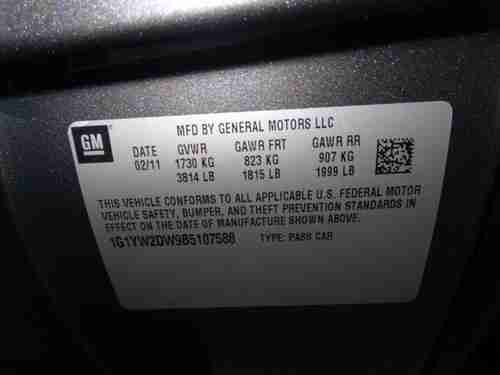 GM
MFD BY GENERAL MOTORS LLC
DATE GVWR GAWR FRT GAWR RR
02/11 1730 KG 823 KG 907 KG
3814 LB 1815 LB 1999 LB
THIS VEHICLE CONFORMS TO ALL APPLICABLE U.S. FEDERAL MOTOR
VEHICLE SAFETY, BUMPER, AND THEFT PREVENTION STANDARDS IN
EFFECT ON THE DATE OF MANUFACTURE SHOWN ABOVE.
1G1YW2DW9B5107588 TYPE: PASS CAR